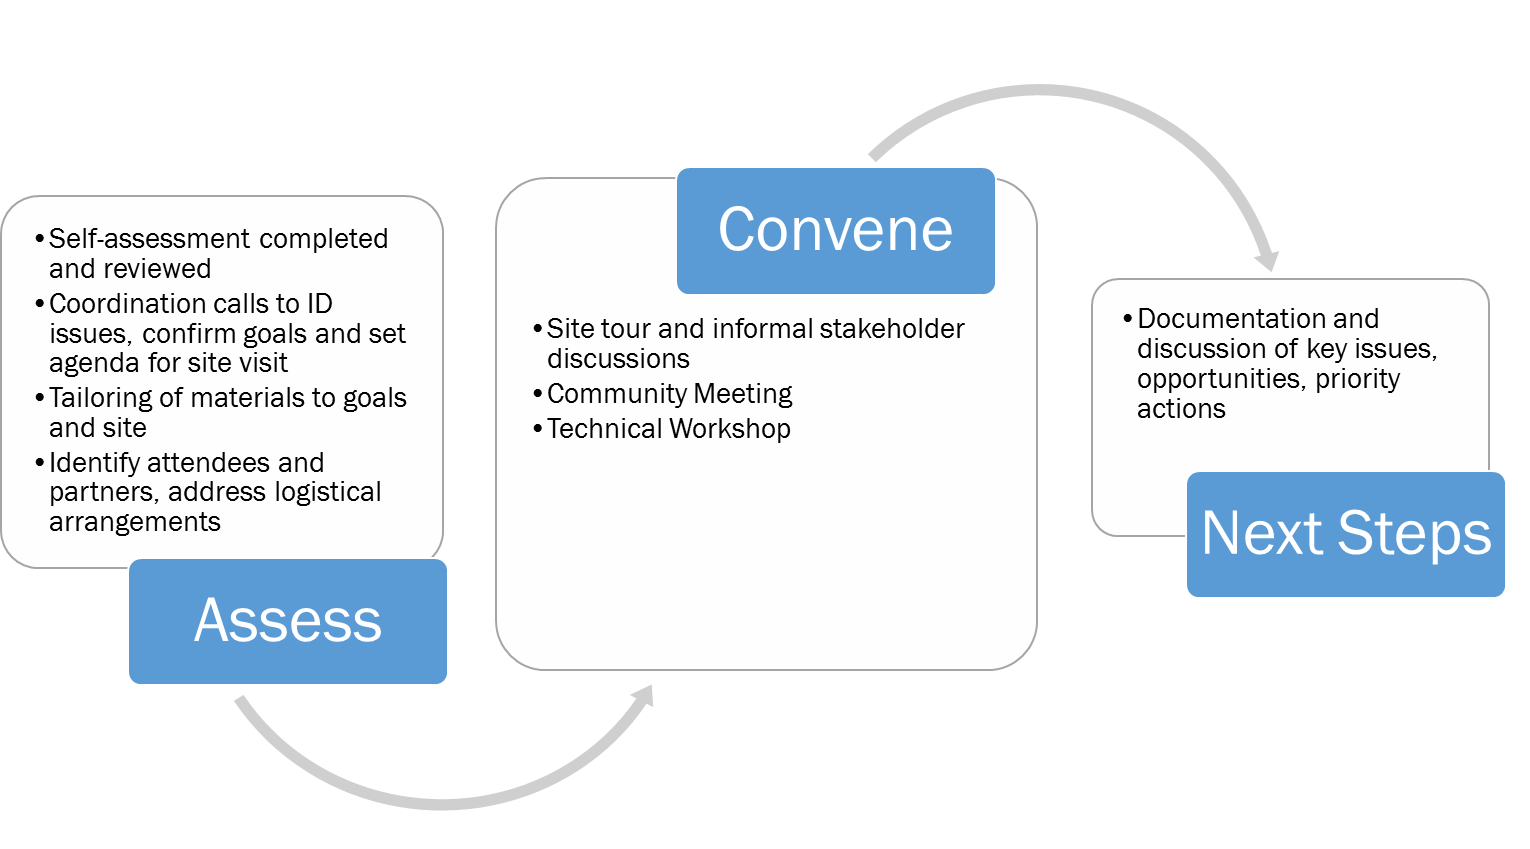 •Self-assessment completed
and reviewed
•Coordination calls to ID
issues, confirm goals and set
agenda for site visit
•Tailoring of materials to goals
and site
•Identify attendees and
partners, address logistical
arrangements
Assess
Convene
•Site tour and informal stakeholder
discussions
•Community Meeting
•Technical Workshop
•Documentation and
discussion of key issues,
opportunities, priority
actions
Next Steps